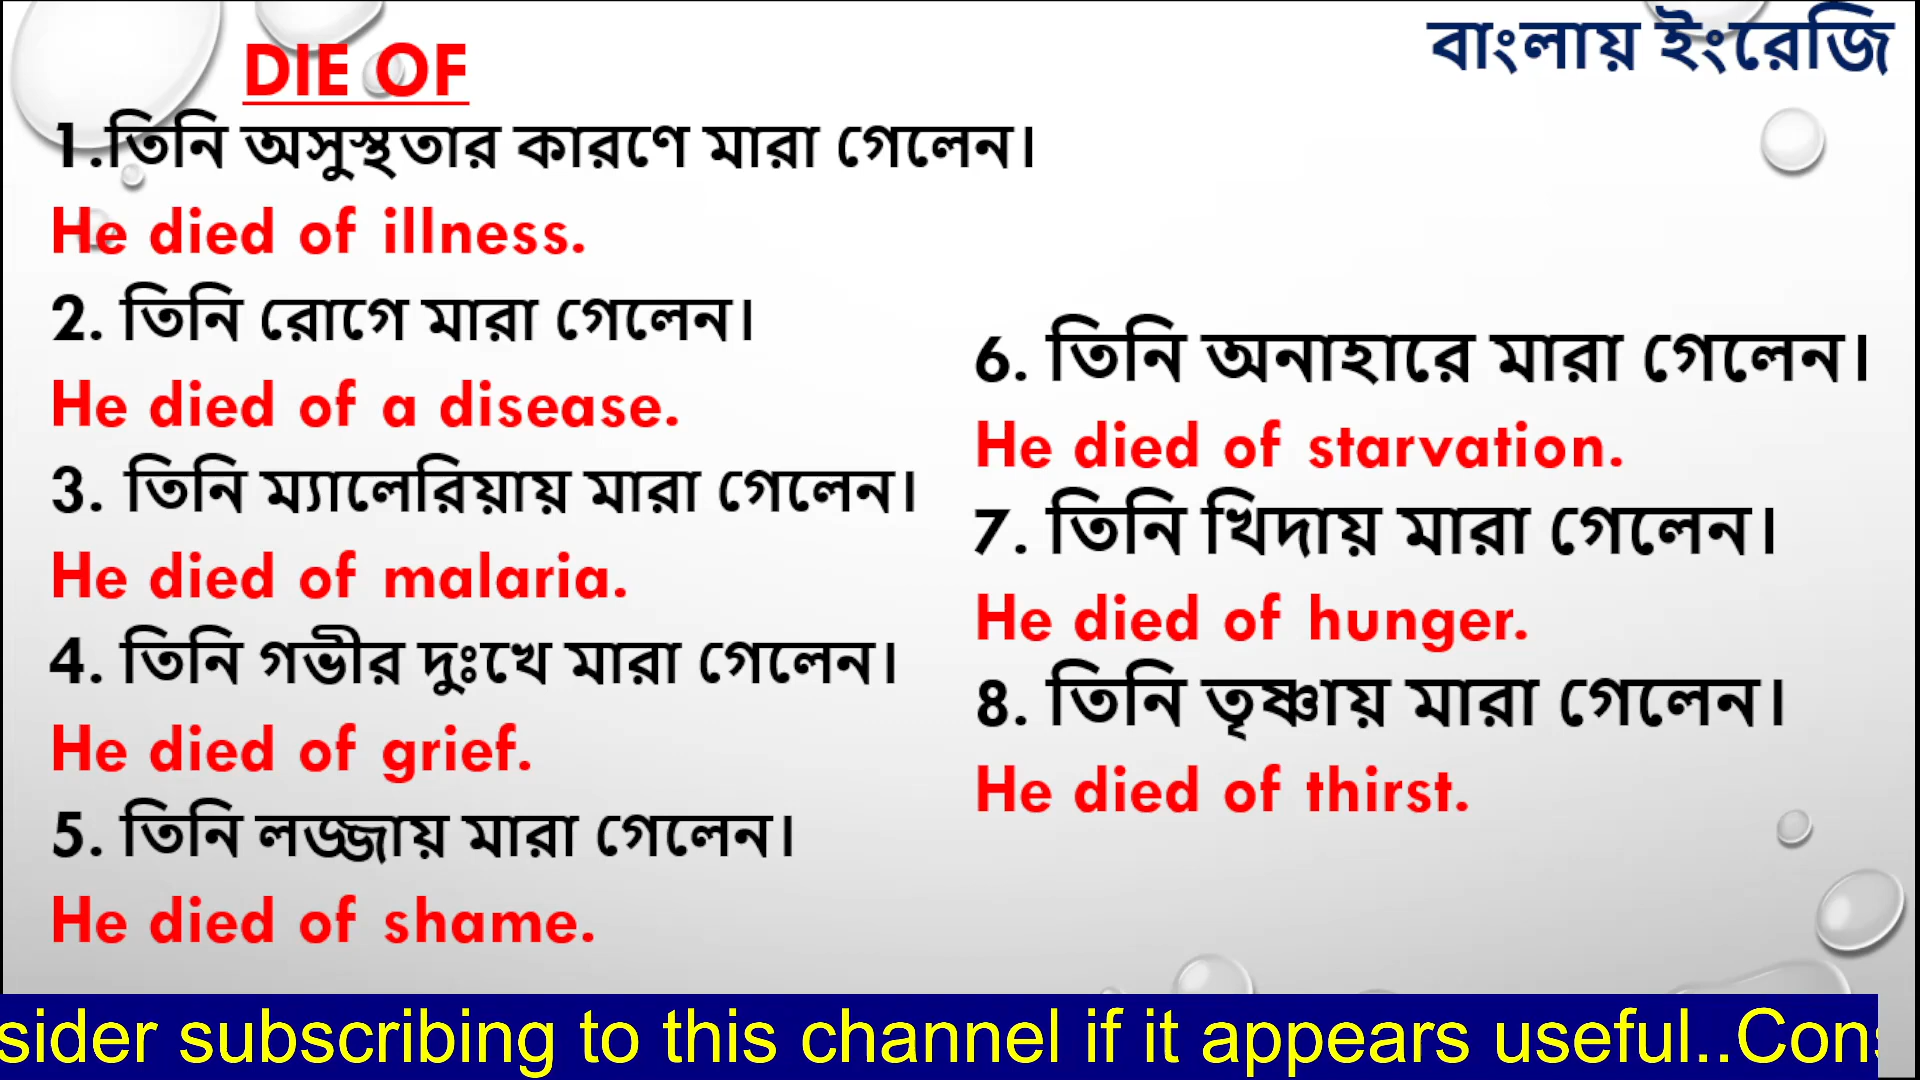 DIE OF
বাংলায় ইংরেজি
1.তিনি অসুস্থতার কারণে মারা গেলেন।
He died of illness.
2. তিনি রোগে মারা গেলেন।
He died of a disease.
3. তিনি ম্যালেরিয়ায় মারা গেলেন।
He died of malaria.
4. তিনি গভীর দুঃখে মারা গেলেন।
He died of grief.
5. তিনি লজ্জায় মারা গেলেন।
He died of shame.
6. তিনি অনাহারে মারা গেলেন।
He died of starvation.
7. তিনি খিদায় মারা গেলেন।
He died of hunger.
8. তিনি তৃষ্ণায় মারা গেলেন।
He died of thirst.
sider subscribing to this channel if it appears useful..Cons